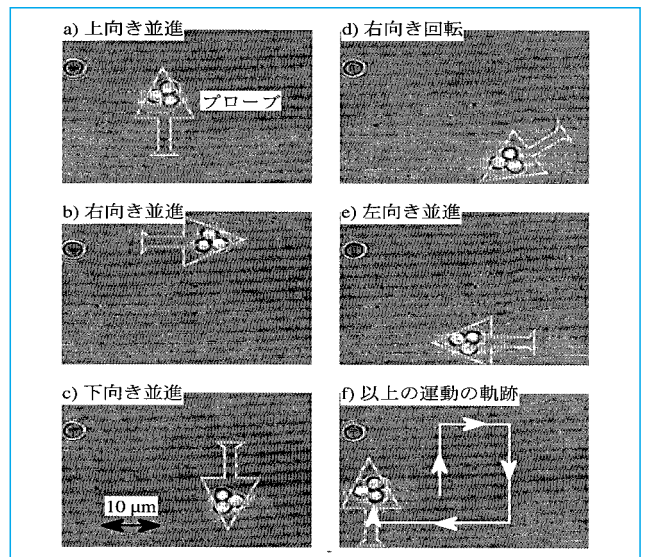 a) 上向き並進
プローブ
b) 右向き並進
c) 下向き並進
10 μm
d) 右向き回転
e) 左向き並進
f) 以上の運動の軌跡